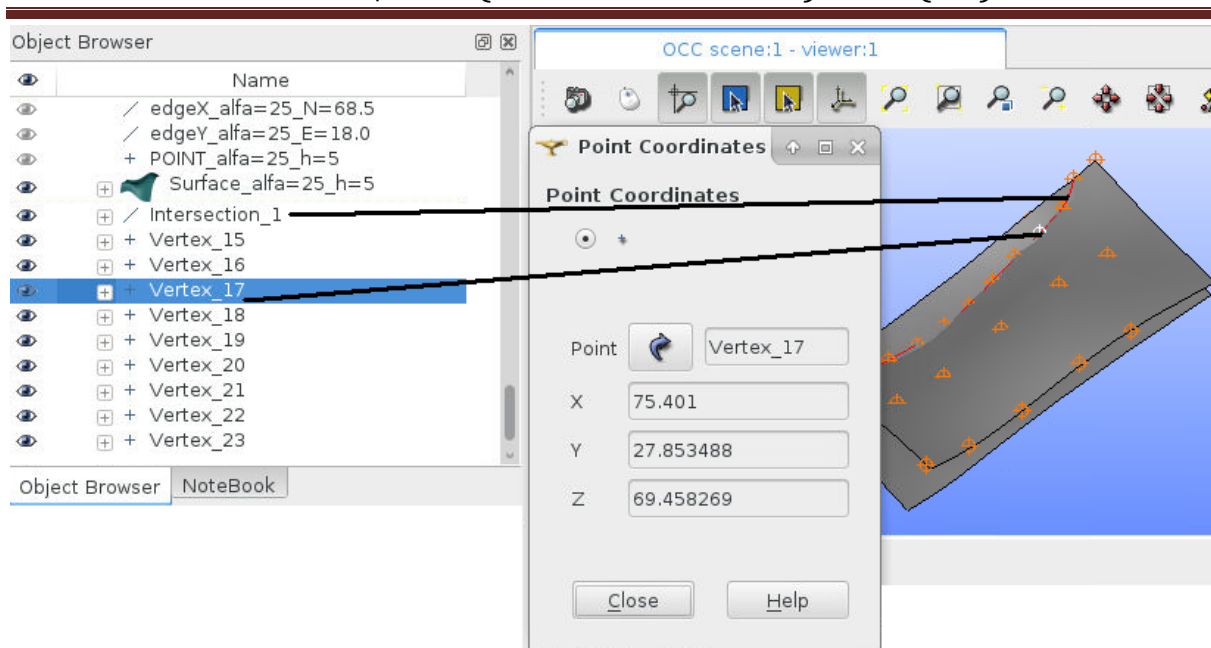 Object Browser
Name
edgeX_alfa=25_N=68.5
edgeY_alfa=25_E=18.0
POINT_alfa=25_h=5
Surface_alfa=25_h=5
Intersection_1
Vertex_15
Vertex_16
Vertex_17
Vertex_18
Vertex_19
Vertex_20
Vertex_21
Vertex_22
Vertex_23
Object Browser NoteBook
OCC scene:1 - viewer:1
Point Coordinates
Point Coordinates
Point Vertex_17
X 75.401
Y 27.853488
Z 69.458269
Close Help